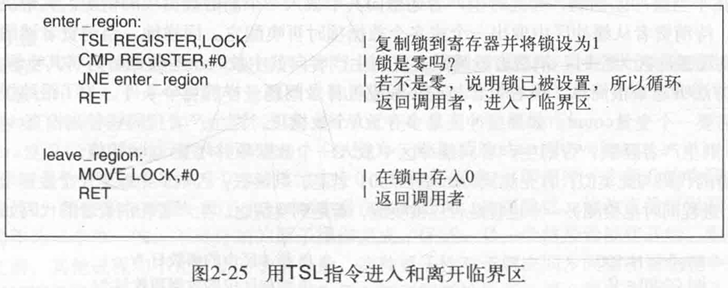 enter_region:
TSL REGISTER,LOCK | 复制锁到寄存器并将锁设为1
CMP REGISTER,#0 | 锁是零吗?
JNE enter_region | 若不是零，说明锁已被设置，所以循环
RET | 返回调用者，进入了临界区
leave_region:
MOVE LOCK,#0 | 在锁中存入0
RET | 返回调用者
图2-25 用TSL指令进入和离开临界区